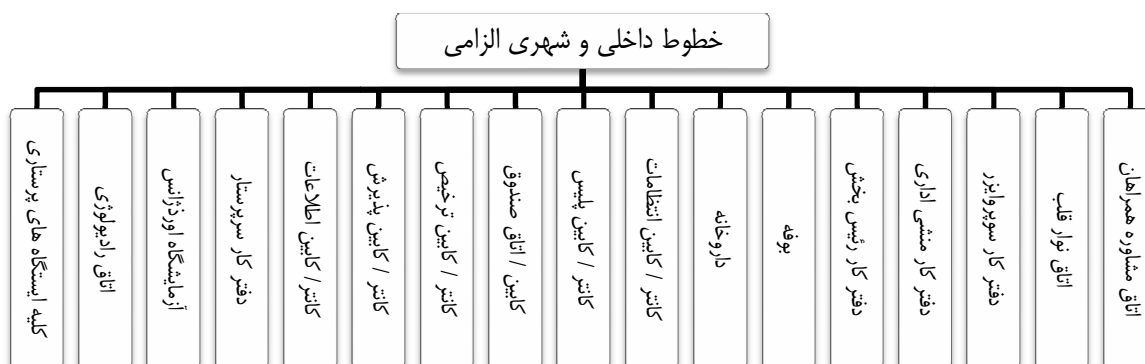 خطوط داخلی و شهری الزامی
اتاق مشاوره همراهان
اتاق نوار قلب
دفتر کار سوپروایزر
دفتر کار منشی اداری
دفتر کار رئیس بخش
بوفه
داروخانه
کانتر / کابین انتظامات
کانتر / کابین پلیس
کابین / اتاق صندوق
کانتر / کابین ترخیص
کانتر / کابین پذیرش
کانتر / کابین اطلاعات
دفتر کار سرپرستار
آزمایشگاه اورژانس
اتاق رادیولوژی
کلیه ایستگاه های پرستاری